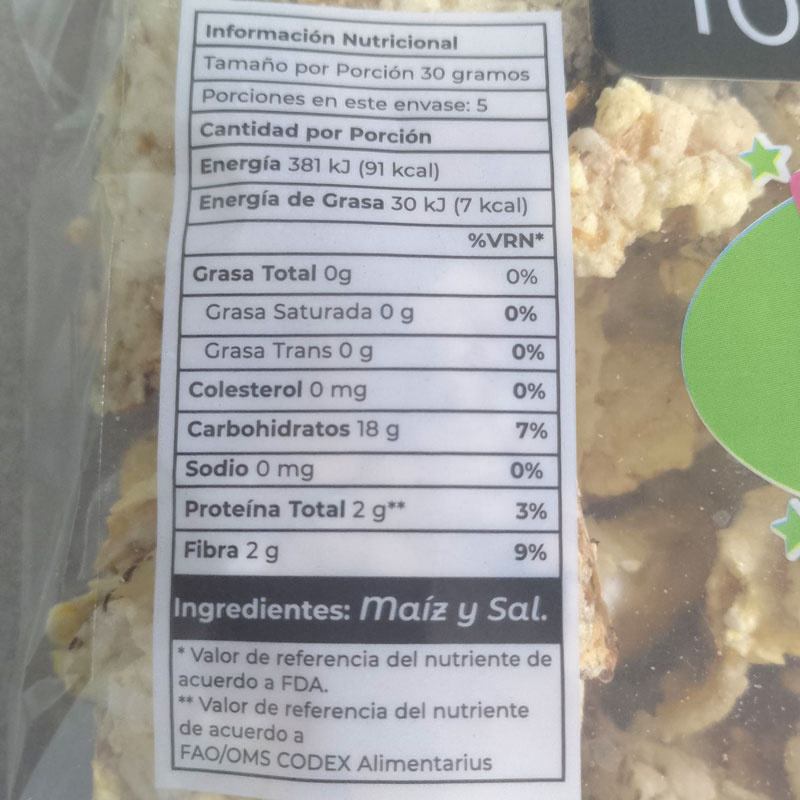 Información Nutricional
Tamaño por Porción 30 gramos
Porciones en este envase: 5
Cantidad por Porción
Energía 381 kJ (91 kcal)
Energía de Grasa 30 kJ (7 kcal)
%VRN*
Grasa Total 0g 0%
Grasa Saturada 0 g 0%
Grasa Trans 0 g 0%
Colesterol 0 mg 0%
Carbohidratos 18 g 7%
Sodio 0 mg 0%
Proteína Total 2 g** 3%
Fibra 2 g 9%
Ingredientes: Maíz y Sal.
* Valor de referencia del nutriente de
acuerdo a FDA.
** Valor de referencia del nutriente
de acuerdo a
FAO/OMS CODEX Alimentarius